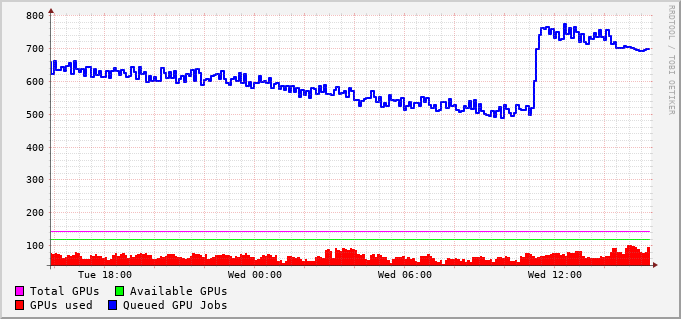 800
700
600
500
400
300
200
100
Tue 18:00 Wed 00:00 Wed 06:00 Wed 12:00
Total GPUs Available GPUs
GPUs used Queued GPU Jobs
RRDTOOL / TOBI OETIKER